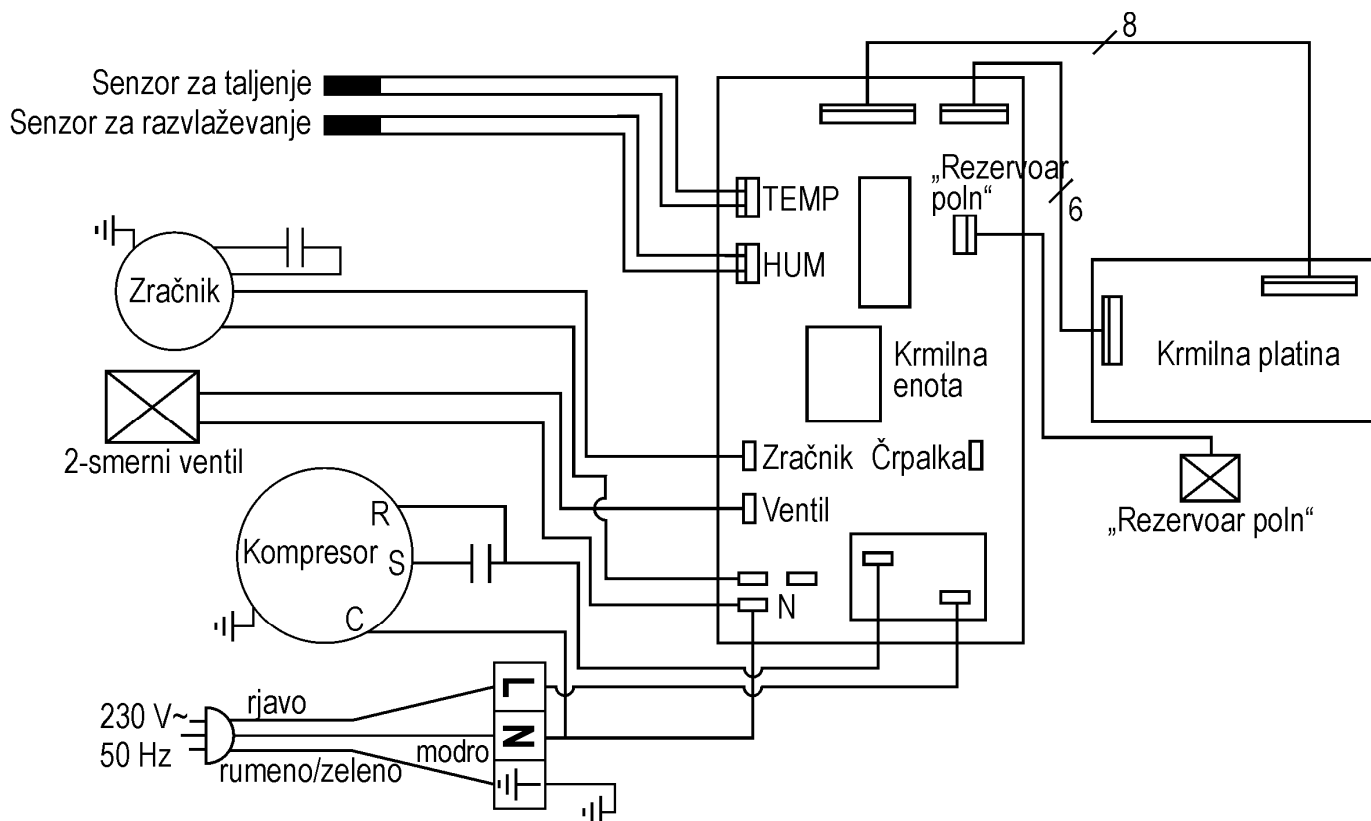 8
Senzor za taljenje
Senzor za razvlaževanje
„Rezervoar
poln“
6
TEMP
HUM
Zračnik
Krmilna
enota
Krmilna platina
2-smerni ventil
Zračnik
Črpalka
Ventil
„Rezervoar poln“
R
Kompresor
S
C
N
L
rjavo
230 V~
50 Hz
N
modro
rumeno/zeleno